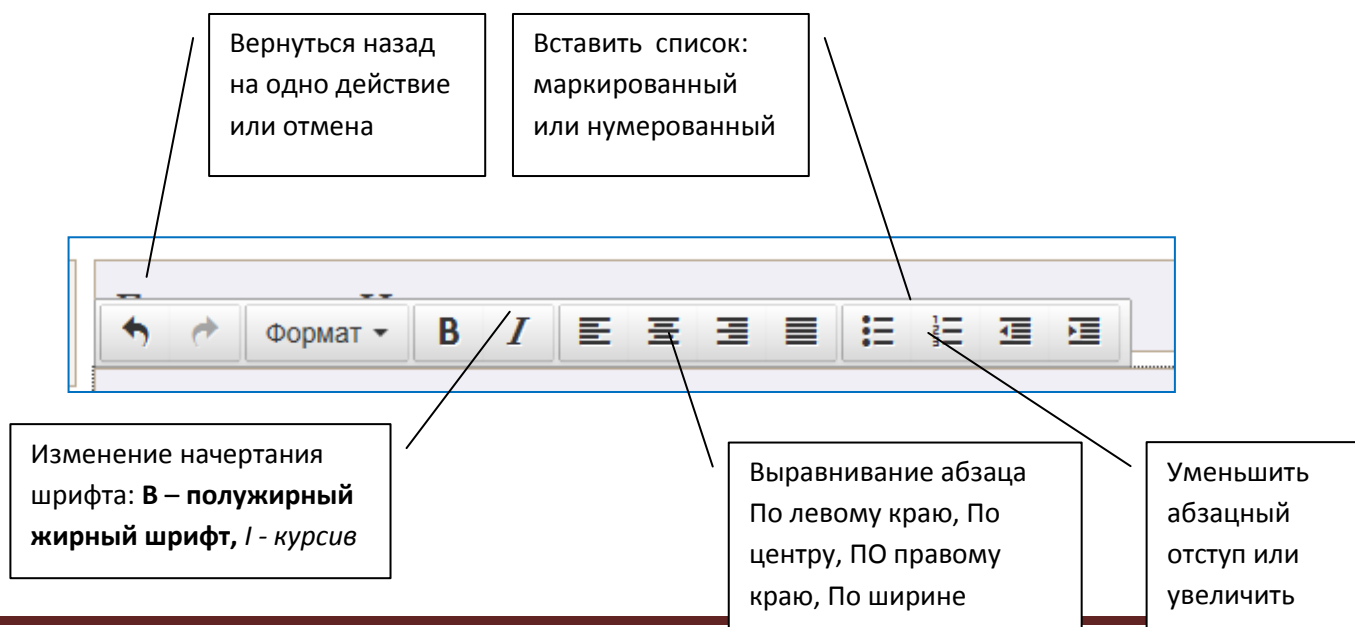 Вернуться назад
на одно действие
или отмена
Вставить список:
маркированный
или нумерованный
Формат
B
I
Изменение начертания
шрифта: B – полужирный
жирный шрифт, I - курсив
Выравнивание абзаца
По левому краю, По
центру, ПО правому
краю, По ширине
Уменьшить
абзацный
отступ или
увеличить